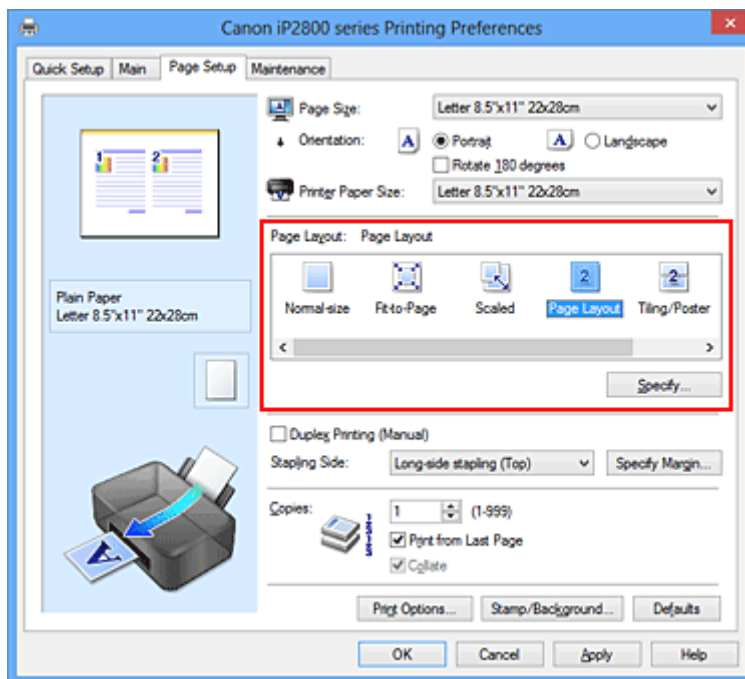 Canon iP2800 series Printing Preferences
Quick Setup Main Page Setup Maintenance
Page Size: Letter 8.5"x11" 22x28cm
Orientation: A Portrait A Landscape
Rotate 180 degrees
Printer Paper Size: Letter 8.5"x11" 22x28cm
1 2
Plain Paper
Letter 8.5"x11" 22x28cm
Page Layout: Page Layout
2 2
Normal-size Fit-to-Page Scaled Page Layout Tiling/Poster
Specify...
Duplex Printing (Manual)
Stapling Side: Long-side stapling (Top) Specify Margin...
Copies: 1 (1-999)
Print from Last Page
Collate
A
Print Options... Stamp/Background... Defaults
OK Cancel Apply Help